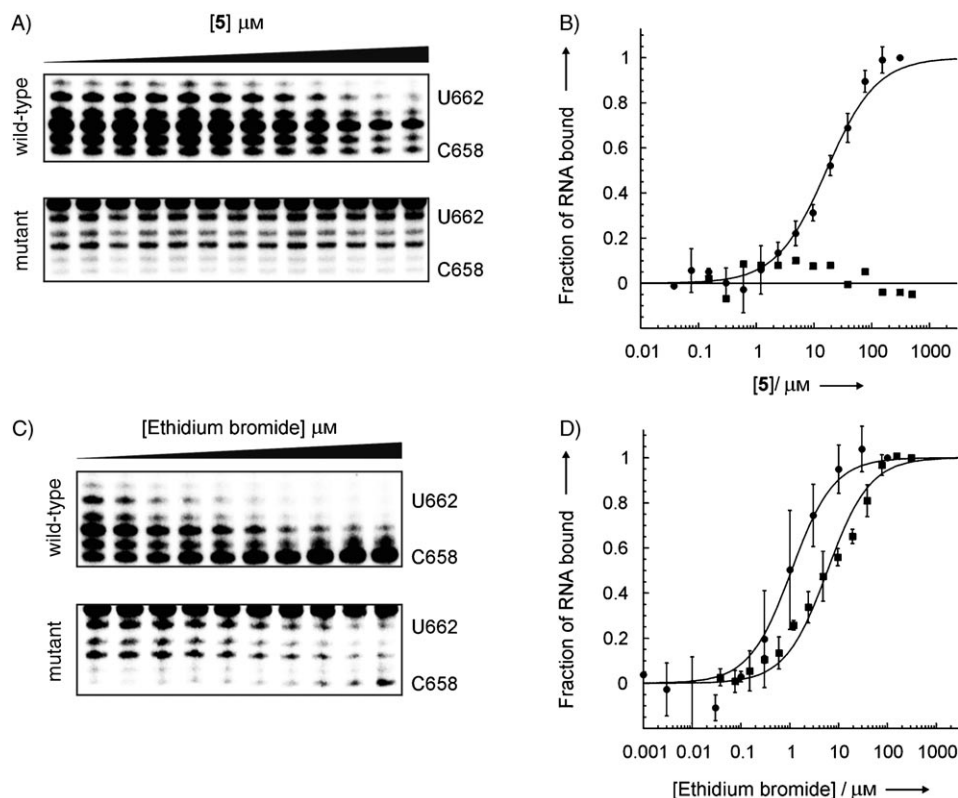 A)
[5] μM
wild-type
U662
C658
mutant
U662
C658
B)
Fraction of RNA bound
1
0.8
0.6
0.4
0.2
0
0.01 0.1 1 10 100 1000
[5]/ μM
C)
[Ethidium bromide] μM
wild-type
U662
C658
mutant
U662
C658
D)
Fraction of RNA bound
1
0.8
0.6
0.4
0.2
0
0.001 0.01 0.1 1 10 100 1000
[Ethidium bromide] / μM